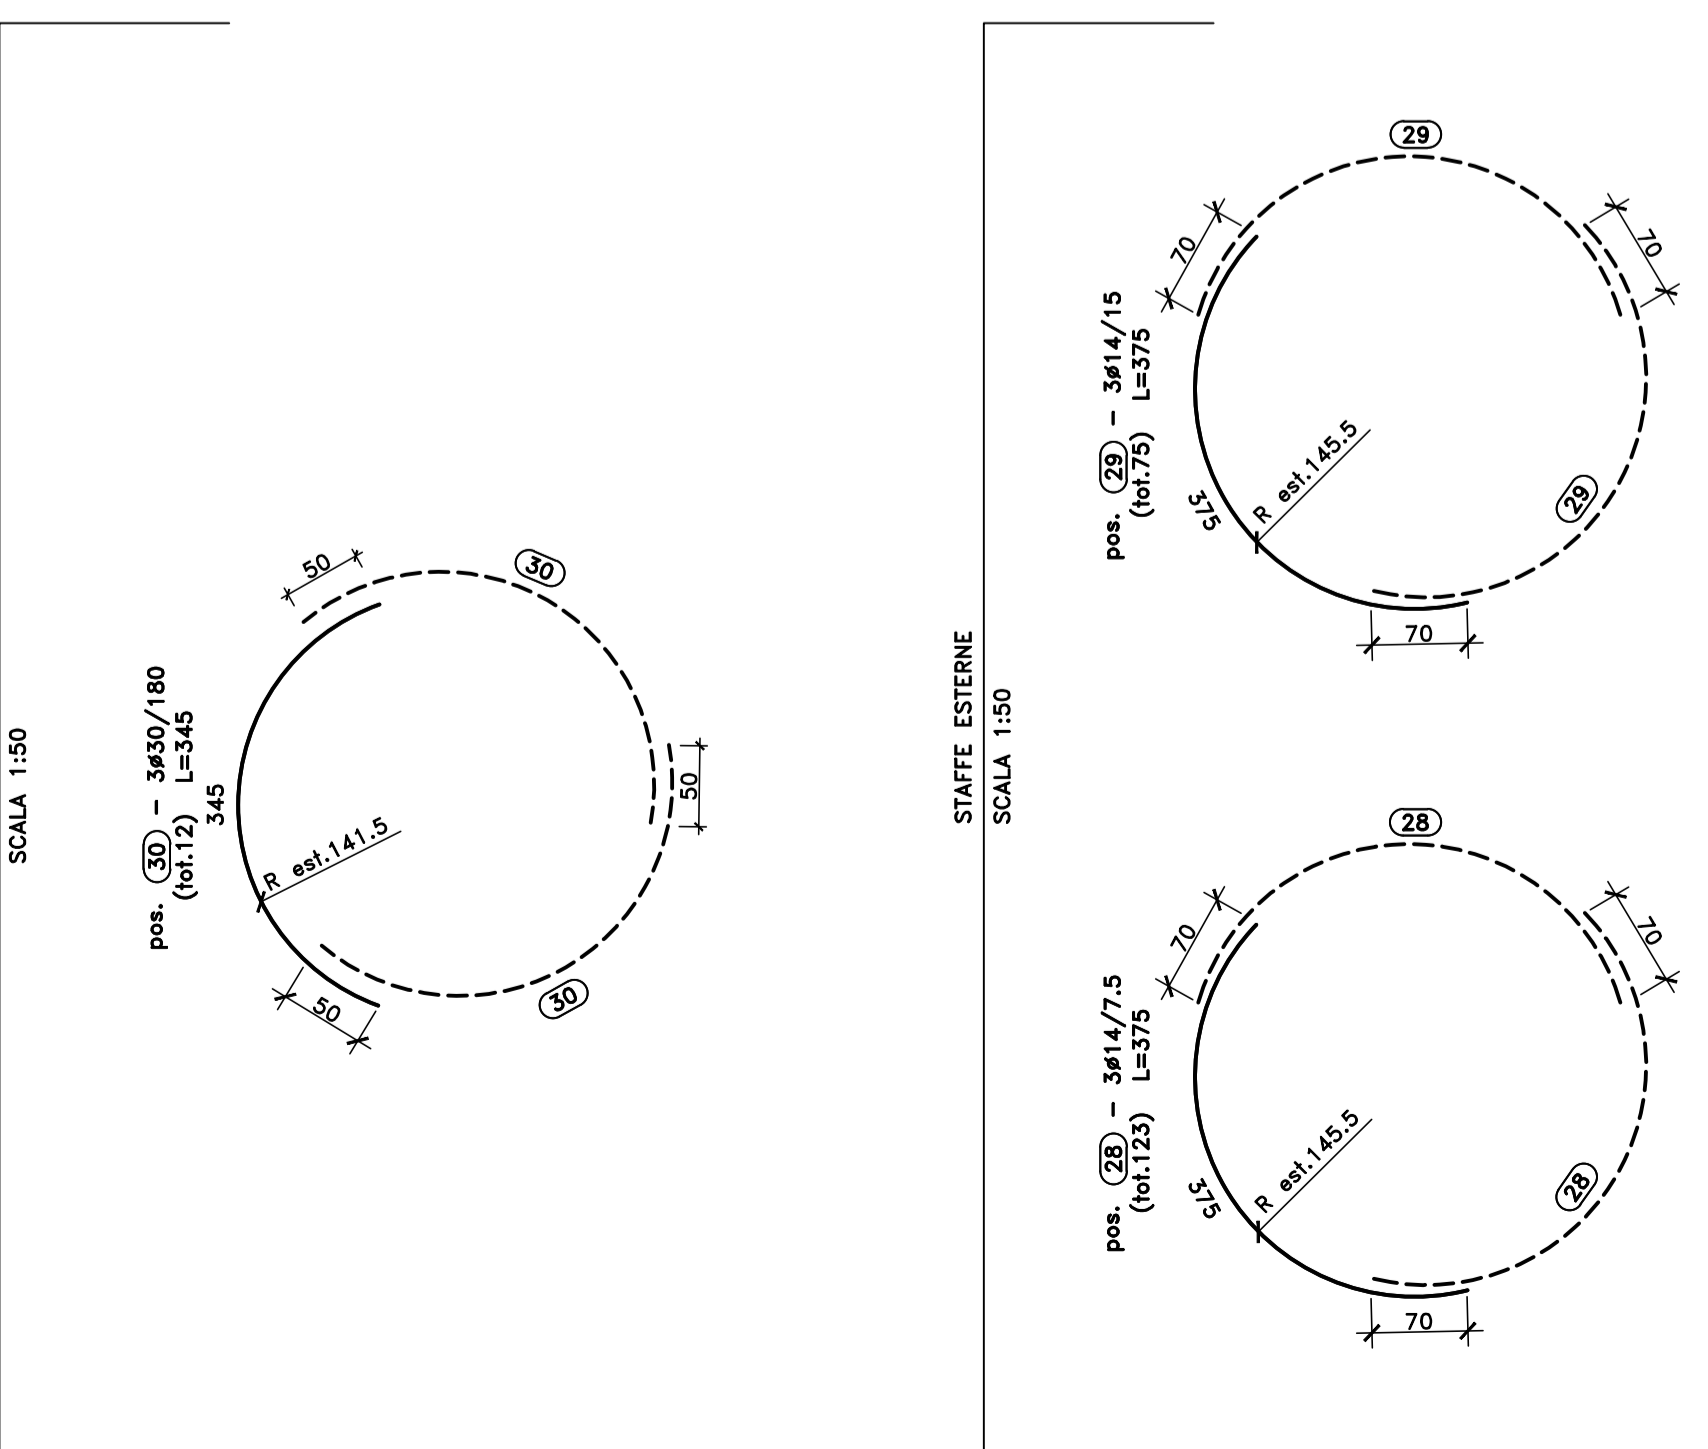 SCALA 1:50
pos. 30 – 3ø30/180
(tot.12) L=345
345
R est.141.5
50
30
50
30
50
STAFFE ESTERNE
SCALA 1:50
29
70
70
pos. 29 – 3ø14/15
(tot.75) L=375
375
R est.145.5
29
70
28
70
70
pos. 28 – 3ø14/7.5
(tot.123) L=375
375
R est.145.5
28
70